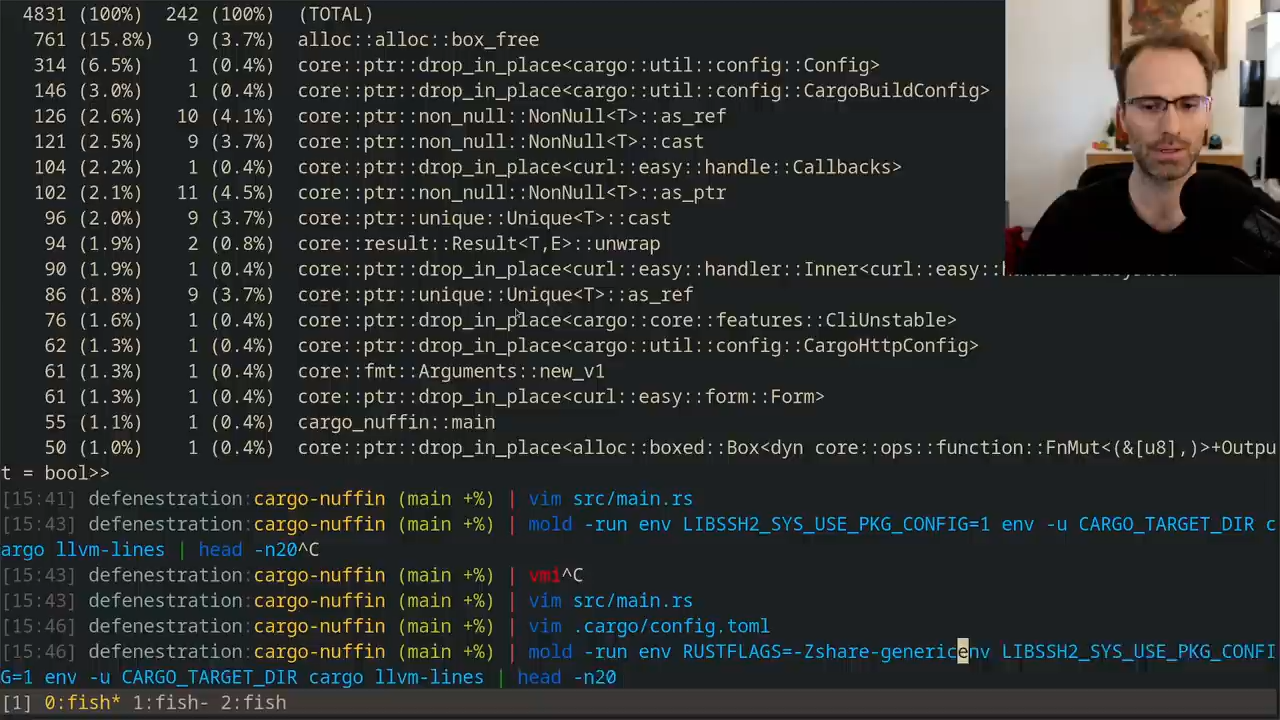 4831 (100%)  242 (100%)  (TOTAL)
761 (15.8%)  9 (3.7%)  alloc::alloc::box_free
314 (6.5%)  1 (0.4%)  core::ptr::drop_in_place<cargo::util::config::Config>
146 (3.0%)  1 (0.4%)  core::ptr::drop_in_place<cargo::util::config::CargoBuildConfig>
126 (2.6%)  10 (4.1%)  core::ptr::non_null::NonNull<T>::as_ref
121 (2.5%)  9 (3.7%)  core::ptr::non_null::NonNull<T>::cast
104 (2.2%)  1 (0.4%)  core::ptr::drop_in_place<curl::easy::handle::Callbacks>
102 (2.1%)  11 (4.5%)  core::ptr::non_null::NonNull<T>::as_ptr
96 (2.0%)  9 (3.7%)  core::ptr::unique::Unique<T>::cast
94 (1.9%)  2 (0.8%)  core::result::Result<T,E>::unwrap
90 (1.9%)  1 (0.4%)  core::ptr::drop_in_place<curl::easy::handler::Inner<curl::easy::
86 (1.8%)  9 (3.7%)  core::ptr::unique::Unique<T>::as_ref
76 (1.6%)  1 (0.4%)  core::ptr::drop_in_place<cargo::core::features::CliUnstable>
62 (1.3%)  1 (0.4%)  core::ptr::drop_in_place<cargo::util::config::CargoHttpConfig>
61 (1.3%)  1 (0.4%)  core::fmt::Arguments::new_v1
61 (1.3%)  1 (0.4%)  core::ptr::drop_in_place<curl::easy::form::Form>
55 (1.1%)  1 (0.4%)  cargo_nuffin::main
50 (1.0%)  1 (0.4%)  core::ptr::drop_in_place<alloc::boxed::Box<dyn core::ops::function::FnMut<(&[u8],)>+Outpu
t = bool>>
[15:41] defenestration:cargo-nuffin (main +%) | vim src/main.rs
[15:43] defenestration:cargo-nuffin (main +%) | mold -run env LIBSSH2_SYS_USE_PKG_CONFIG=1 env -u CARGO_TARGET_DIR c
argo llvm-lines | head -n20^C
[15:43] defenestration:cargo-nuffin (main +%) | vmi^C
[15:43] defenestration:cargo-nuffin (main +%) | vim src/main.rs
[15:46] defenestration:cargo-nuffin (main +%) | vim .cargo/config.toml
[15:46] defenestration:cargo-nuffin (main +%) | mold -run env RUSTFLAGS=-Zshare-genericenv LIBSSH2_SYS_USE_PKG_CONFI
G=1 env -u CARGO_TARGET_DIR cargo llvm-lines | head -n20
[1] 0:fish* 1:fish- 2:fish